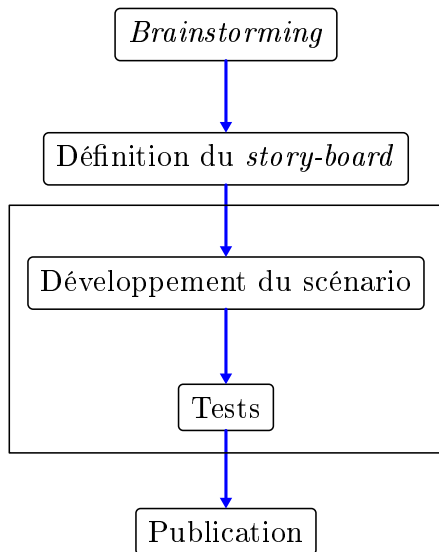 Brainstorming
Définition du story-board
Développement du scénario
Tests
Publication